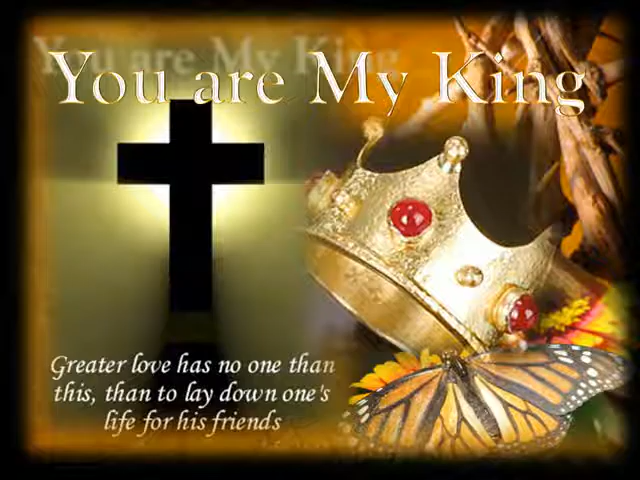 You are My King
Greater love has no one than
this, than to lay down one's
life for his friends